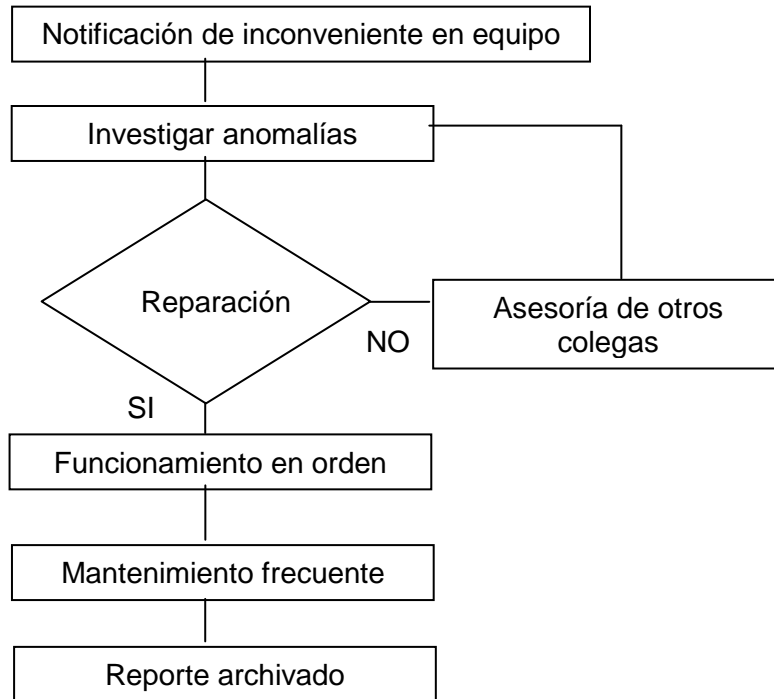 Notificación de inconveniente en equipo
Investigar anomalías
Reparación
NO
Asesoría de otros
colegas
SI
Funcionamiento en orden
Mantenimiento frecuente
Reporte archivado